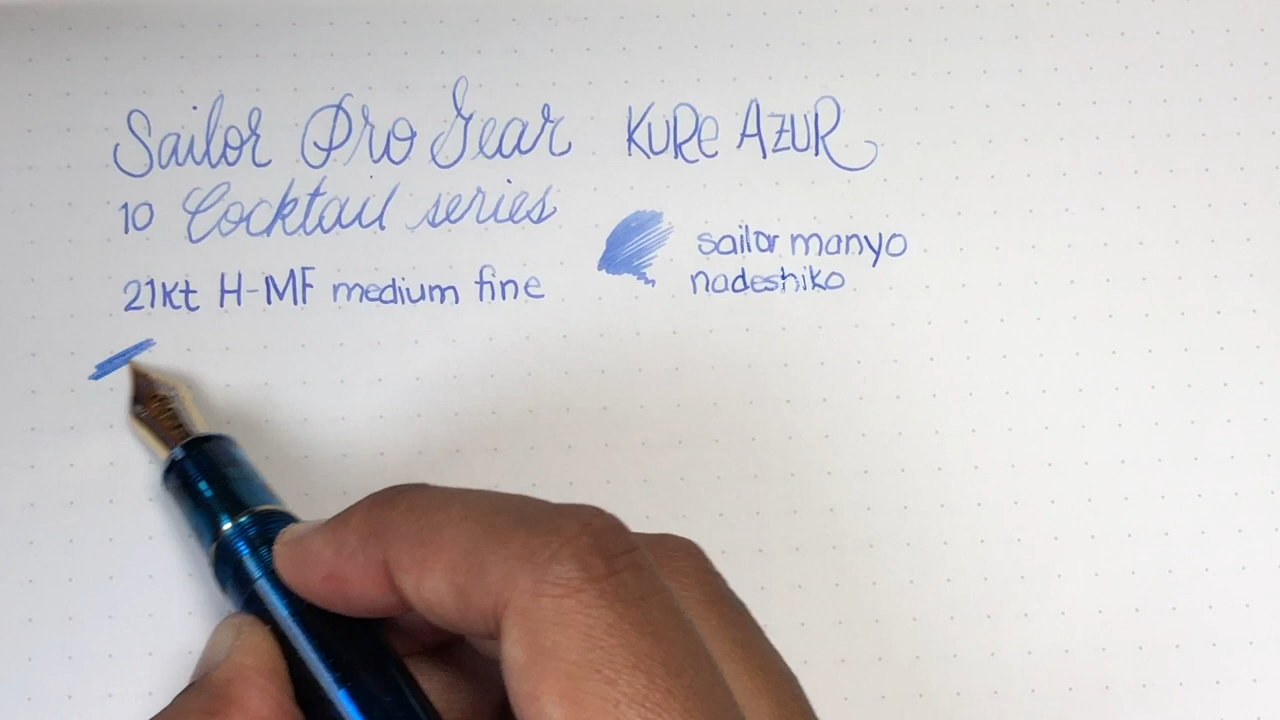 Sailor Pro Gear KURe AZUR
10 Cocktail series
sailor manyo
nadeshiko
21Kt H-MF medium fine